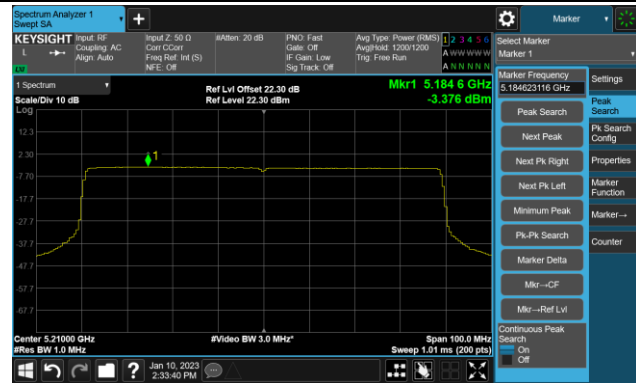 Spectrum Analyzer 1
Swept SA
Marker
KEYSIGHT
L
Input: RF
Coupling: AC
Align: Auto
Input Z: 50 Ω
Corr CCorr
Freq Ref: Int (S)
NFE: Off
#Atten: 20 dB
PNO: Fast
Gate: Off
IF Gain: Low
Sig Track: Off
Avg Type: Power (RMS)
Avg|Hold: 1200/1200
Trig: Free Run
1 2 3 4 5 6
A W W W W W
A N N N N N
Select Marker
Marker 1
1 Spectrum
Scale/Div 10 dB
Log
Ref Lvl Offset 22.30 dB
Ref Level 22.30 dBm
Mkr1 5.184 6 GHz
-3.376 dBm
12.3
2.30
-7.70
-17.7
-27.7
-37.7
-47.7
-57.7
-67.7
1
Center 5.21000 GHz
#Res BW 1.0 MHz
#Video BW 3.0 MHz*
Span 100.0 MHz
Sweep 1.01 ms (200 pts)
Marker Frequency
5.184623116 GHz
Peak Search
Next Peak
Next Pk Right
Next Pk Left
Minimum Peak
Pk-Pk Search
Marker Delta
Mkr→CF
Mkr→Ref Lvl
Continuous Peak
Search
On
Off
Settings
Peak
Search
Pk Search
Config
Properties
Marker
Function
Marker→
Counter
?
Jan 10, 2023
2:33:40 PM